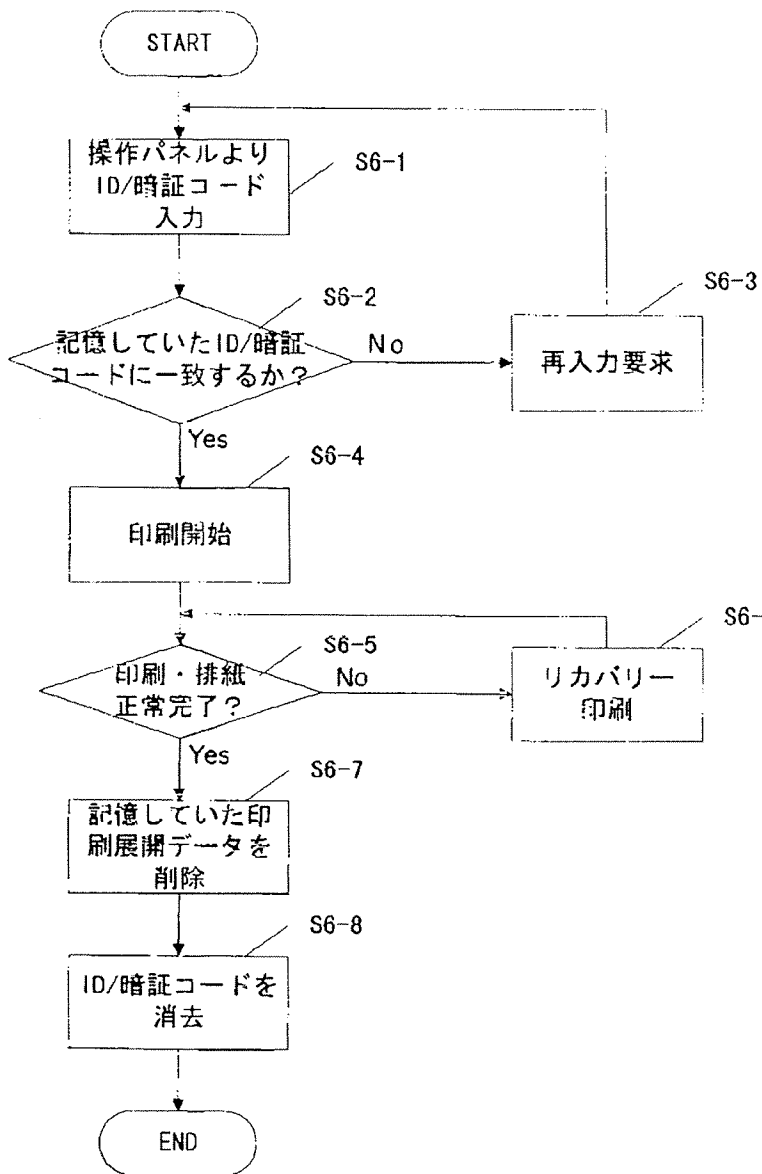 START
操作パネルより
ID/暗証コード
入力
S6-1
S6-2
記憶していたID/暗証
コードに一致するか？
No
S6-3
再入力要求
Yes
S6-4
印刷開始
S6-5
印刷・排紙
正常完了？
No
S6-
リカバリー
印刷
Yes
S6-7
記憶していた印
刷展開データを
削除
S6-8
ID/暗証コードを
消去
END